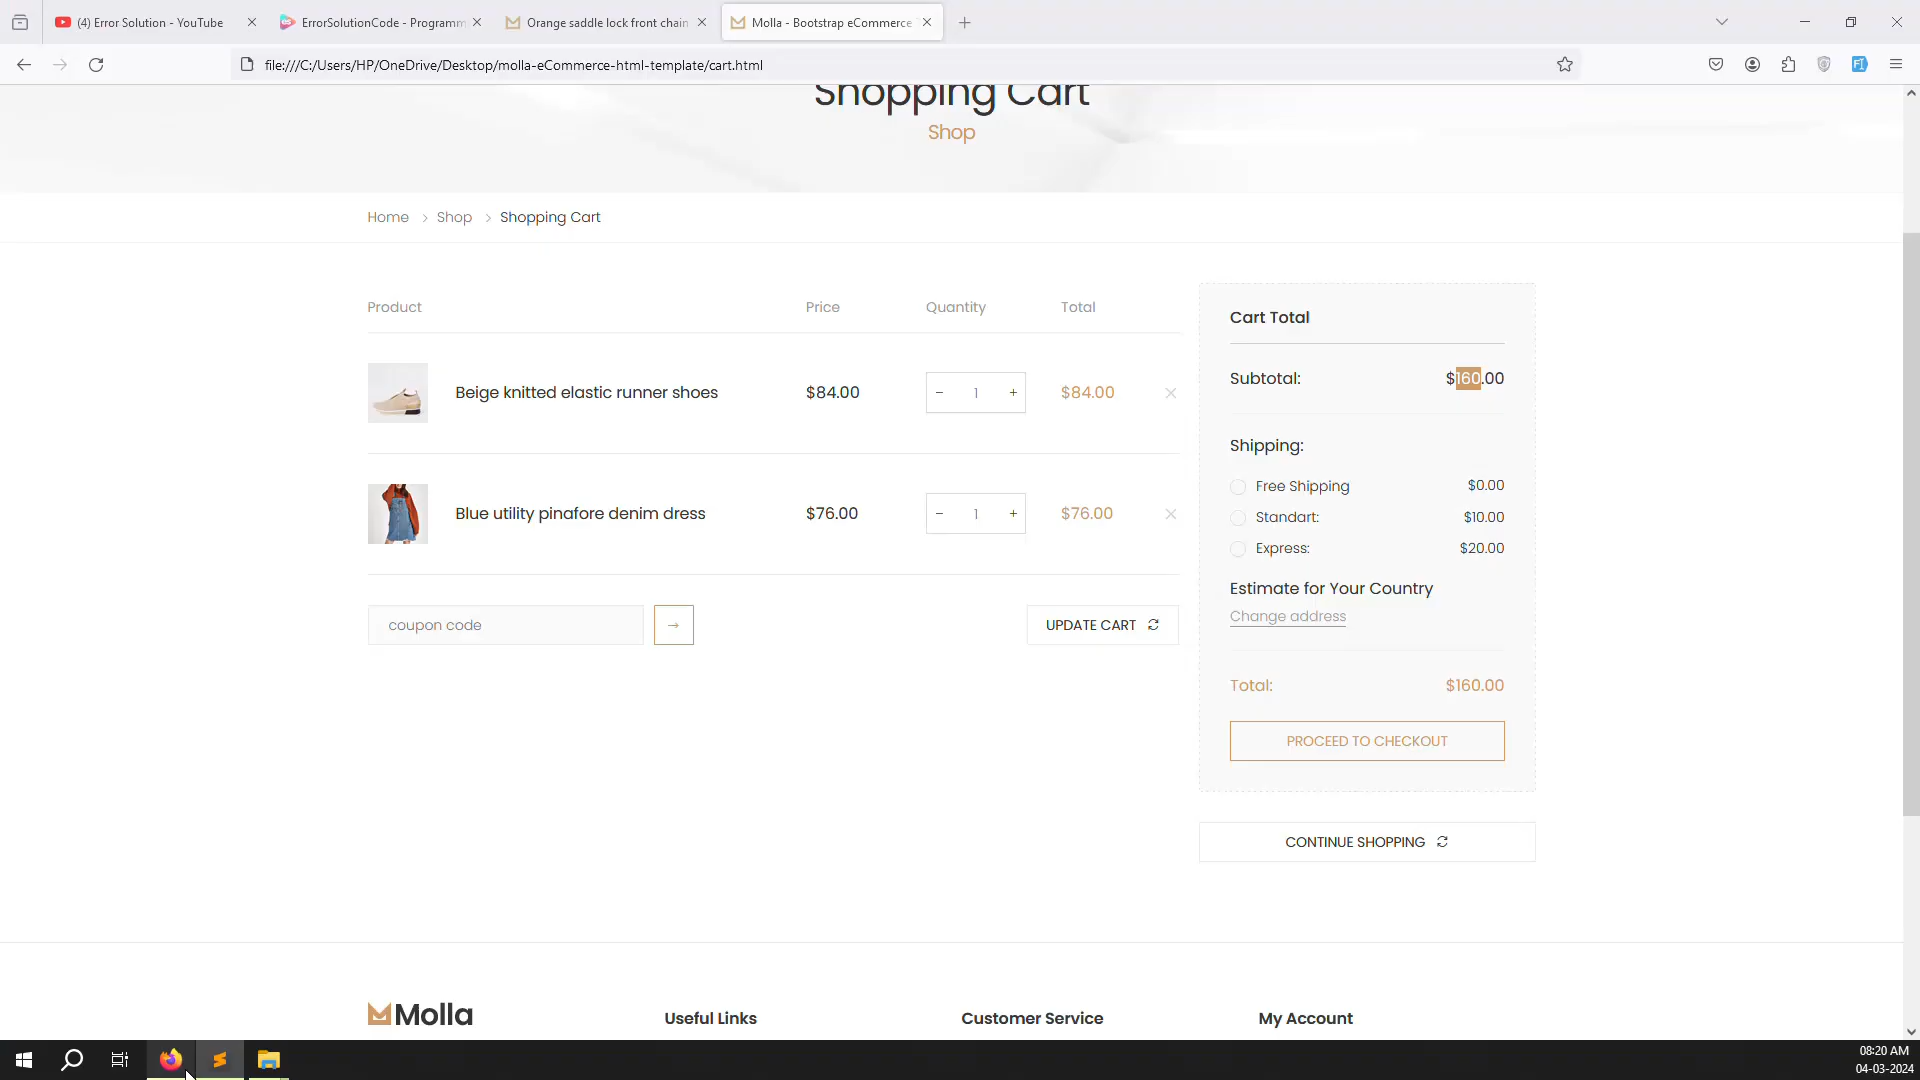 (4) Error Solution - YouTube
ErrorSolutionCode - Programm
Orange saddle lock front chain
Molla - Bootstrap eCommerce
file:///C:/Users/HP/OneDrive/Desktop/molla-eCommerce-html-template/cart.html
Shopping Cart
Shop
Home > Shop > Shopping Cart
Product Price Quantity Total
Beige knitted elastic runner shoes $84.00 - 1 + $84.00 ×
Blue utility pinafore denim dress $76.00 - 1 + $76.00 ×
coupon code → UPDATE CART
Cart Total
Subtotal: $160.00
Shipping:
Free Shipping $0.00
Standart: $10.00
Express: $20.00
Estimate for Your Country
Change address
Total: $160.00
PROCEED TO CHECKOUT
CONTINUE SHOPPING
Molla
Useful Links
Customer Service
My Account
08:20 AM
04-03-2024